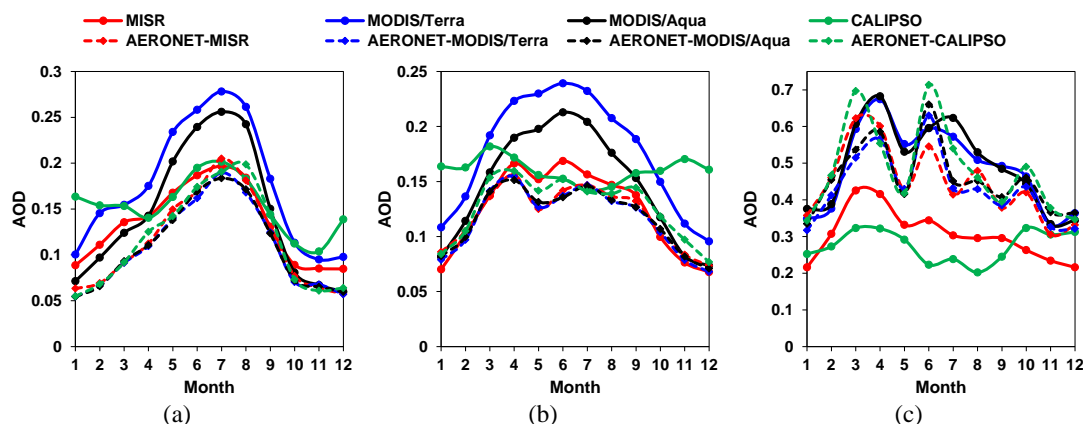 MISR MODIS/Terra MODIS/Aqua CALIPSO
AERONET-MISR AERONET-MODIS/Terra AERONET-MODIS/Aqua AERONET-CALIPSO
0.3
0.25
0.2
0.15
0.1
0.05
0
AOD
1 2 3 4 5 6 7 8 9 10 11 12
Month
(a)
0.25
0.2
0.15
0.1
0.05
0
AOD
1 2 3 4 5 6 7 8 9 10 11 12
Month
(b)
0.7
0.6
0.5
0.4
0.3
0.2
0.1
0
AOD
1 2 3 4 5 6 7 8 9 10 11 12
Month
(c)